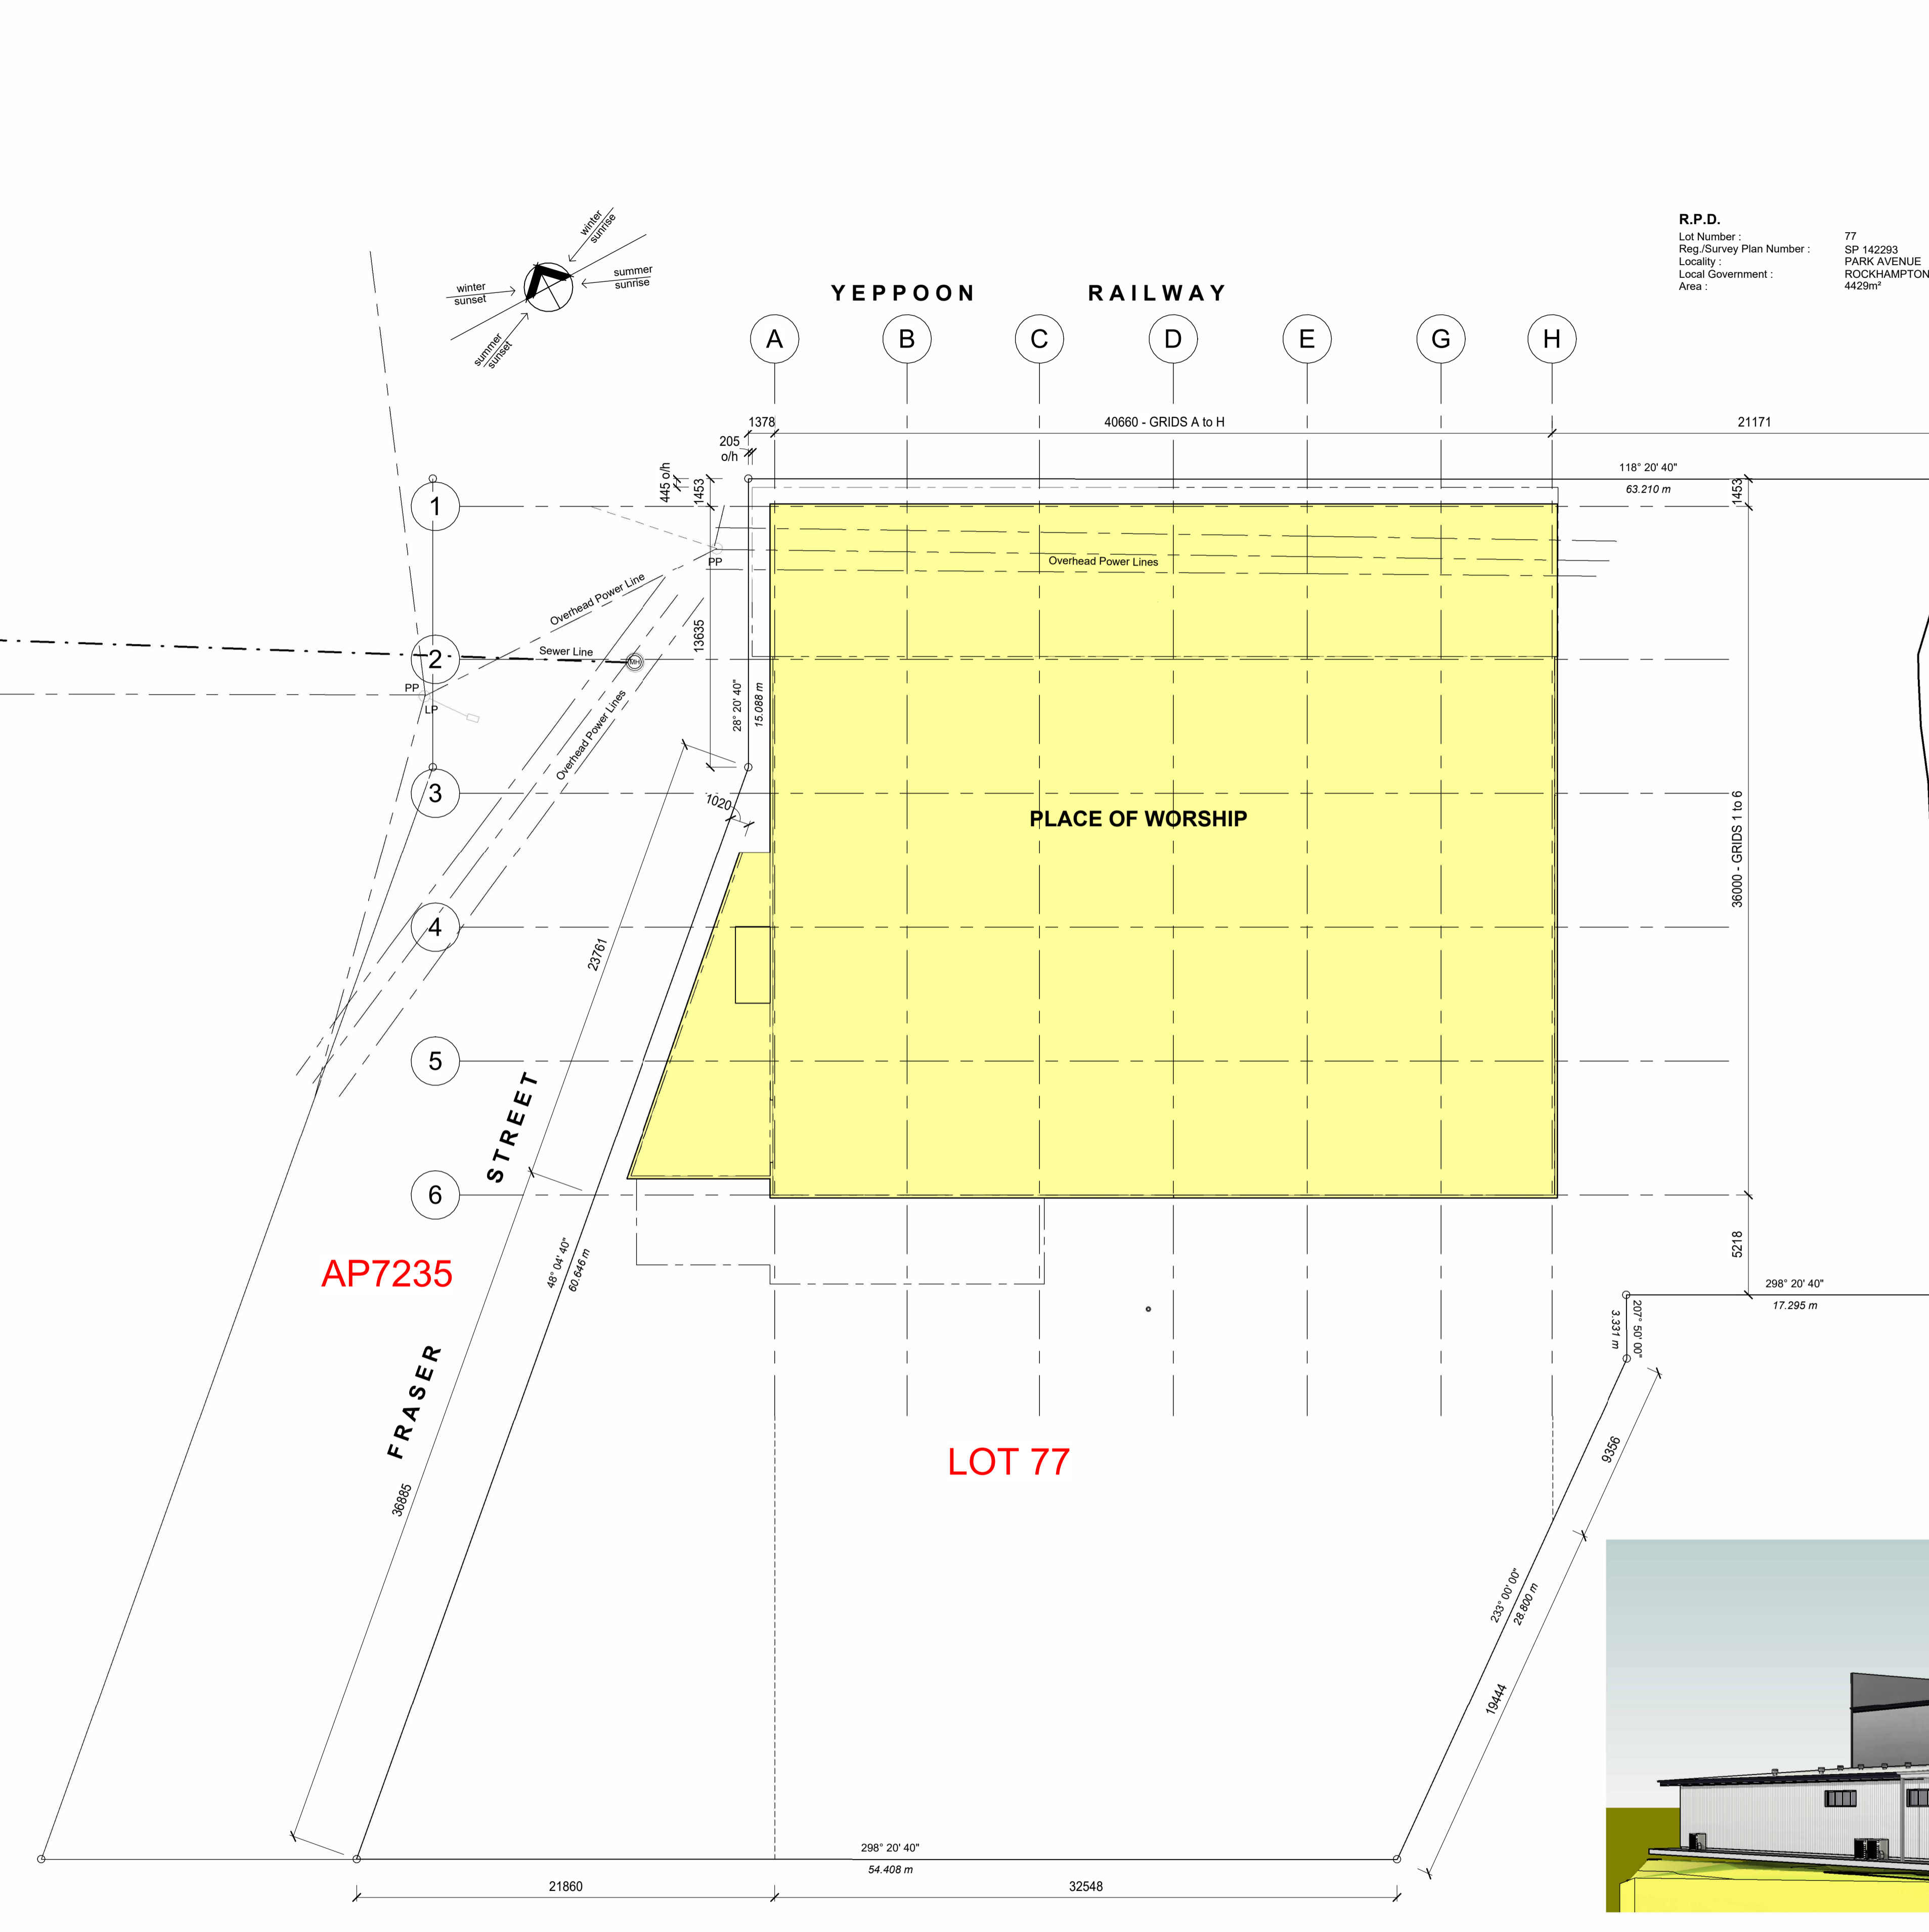 R.P.D.
Lot Number : 77
Reg./Survey Plan Number : SP 142293
Locality : PARK AVENUE
Local Government : ROCKHAMPTON
Area : 4429m²
winter
sunrise
summer
sunrise
winter
sunset
summer
sunset
YEPPOON RAILWAY
A B C D E G H
1378
40660 - GRIDS A to H
21171
205
o/h
445 o/h
1453
118° 20' 40"
63.210 m
1453
1
PP
Overhead Power Lines
Overhead Power Line
13635
2
Sewer Line
MH
PP
LP
Overhead Power Lines
28° 20' 40"
15.088 m
3
1020
PLACE OF WORSHIP
36000 - GRIDS 1 to 6
4
23761
5
STREET
6
AP7235
48° 04' 40"
60.646 m
5218
298° 20' 40"
17.295 m
207° 50' 00"
3.331 m
FRASER
36885
LOT 77
9356
233° 00' 00"
28.800 m
19444
298° 20' 40"
54.408 m
21860
32548